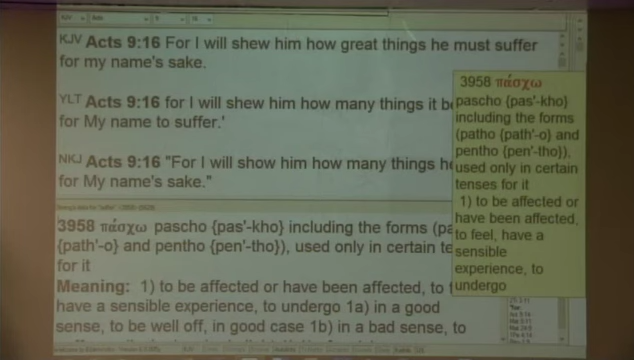 KJV Acts 9:16 For I will shew him how great things he must suffer
for my name's sake.
YLT Acts 9:16 for I will shew him how many things it be
for My name to suffer.'
NKJ Acts 9:16 "For I will show him how many things he
for My name's sake."
3958 πάσχω pascho {pas'-kho} including the forms (pa
{path'-o} and pentho {pen'-tho}), used only in certain te
for it
Meaning: 1) to be affected or have been affected, to
have a sensible experience, to undergo 1a) in a good
sense, to be well off, in good case 1b) in a bad sense, to
3958 πάσχω
pascho {pas'-kho}
including the forms
(patho {path'-o} and
pentho {pen'-tho}),
used only in certain
tenses for it
1) to be affected or
have been affected,
to feel, have a
sensible
experience, to
undergo